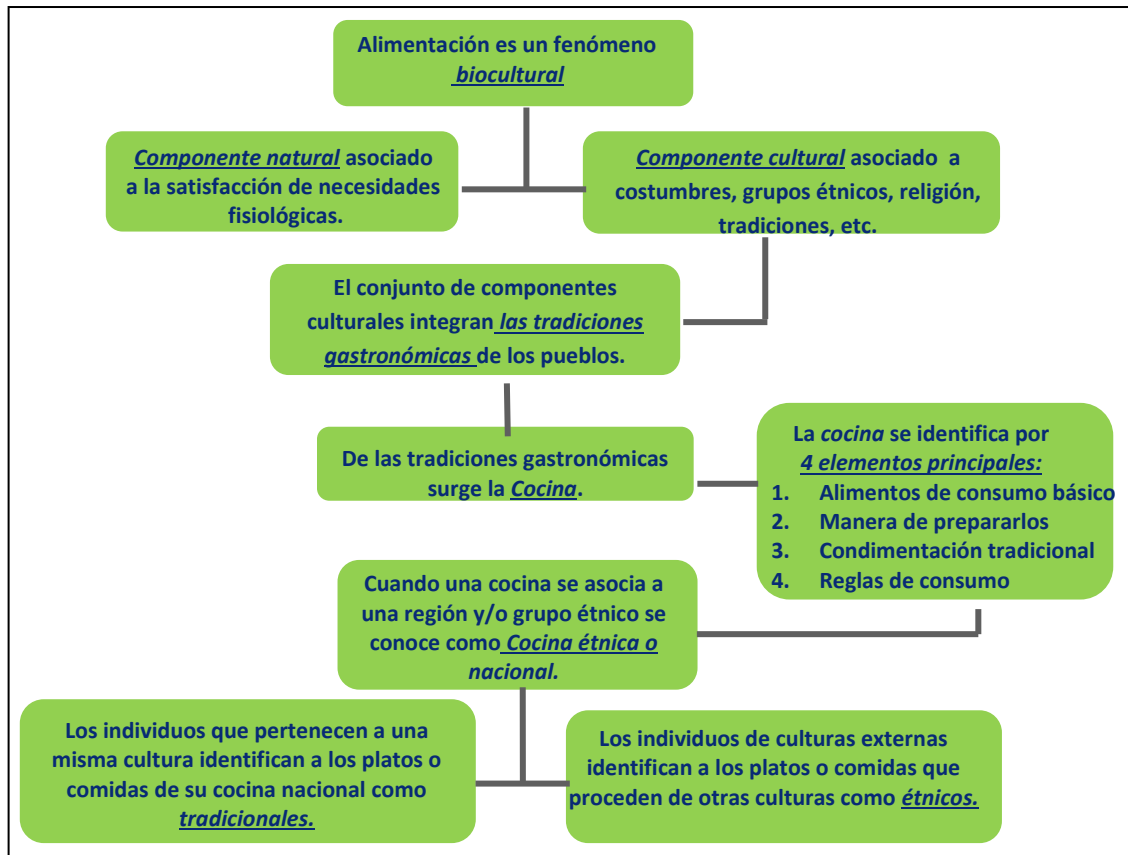 Alimentación es un fenómeno
biocultural
Componente natural asociado
a la satisfacción de necesidades
fisiológicas.
Componente cultural asociado a
costumbres, grupos étnicos, religión,
tradiciones, etc.
El conjunto de componentes
culturales integran las tradiciones
gastronómicas de los pueblos.
De las tradiciones gastronómicas
surge la Cocina.
La cocina se identifica por
4 elementos principales:
1. Alimentos de consumo básico
2. Manera de prepararlos
3. Condimentación tradicional
4. Reglas de consumo
Cuando una cocina se asocia a
una región y/o grupo étnico se
conoce como Cocina étnica o
nacional.
Los individuos que pertenecen a una
misma cultura identifican a los platos o
comidas de su cocina nacional como
tradicionales.
Los individuos de culturas externas
identifican a los platos o comidas que
proceden de otras culturas como étnicos.